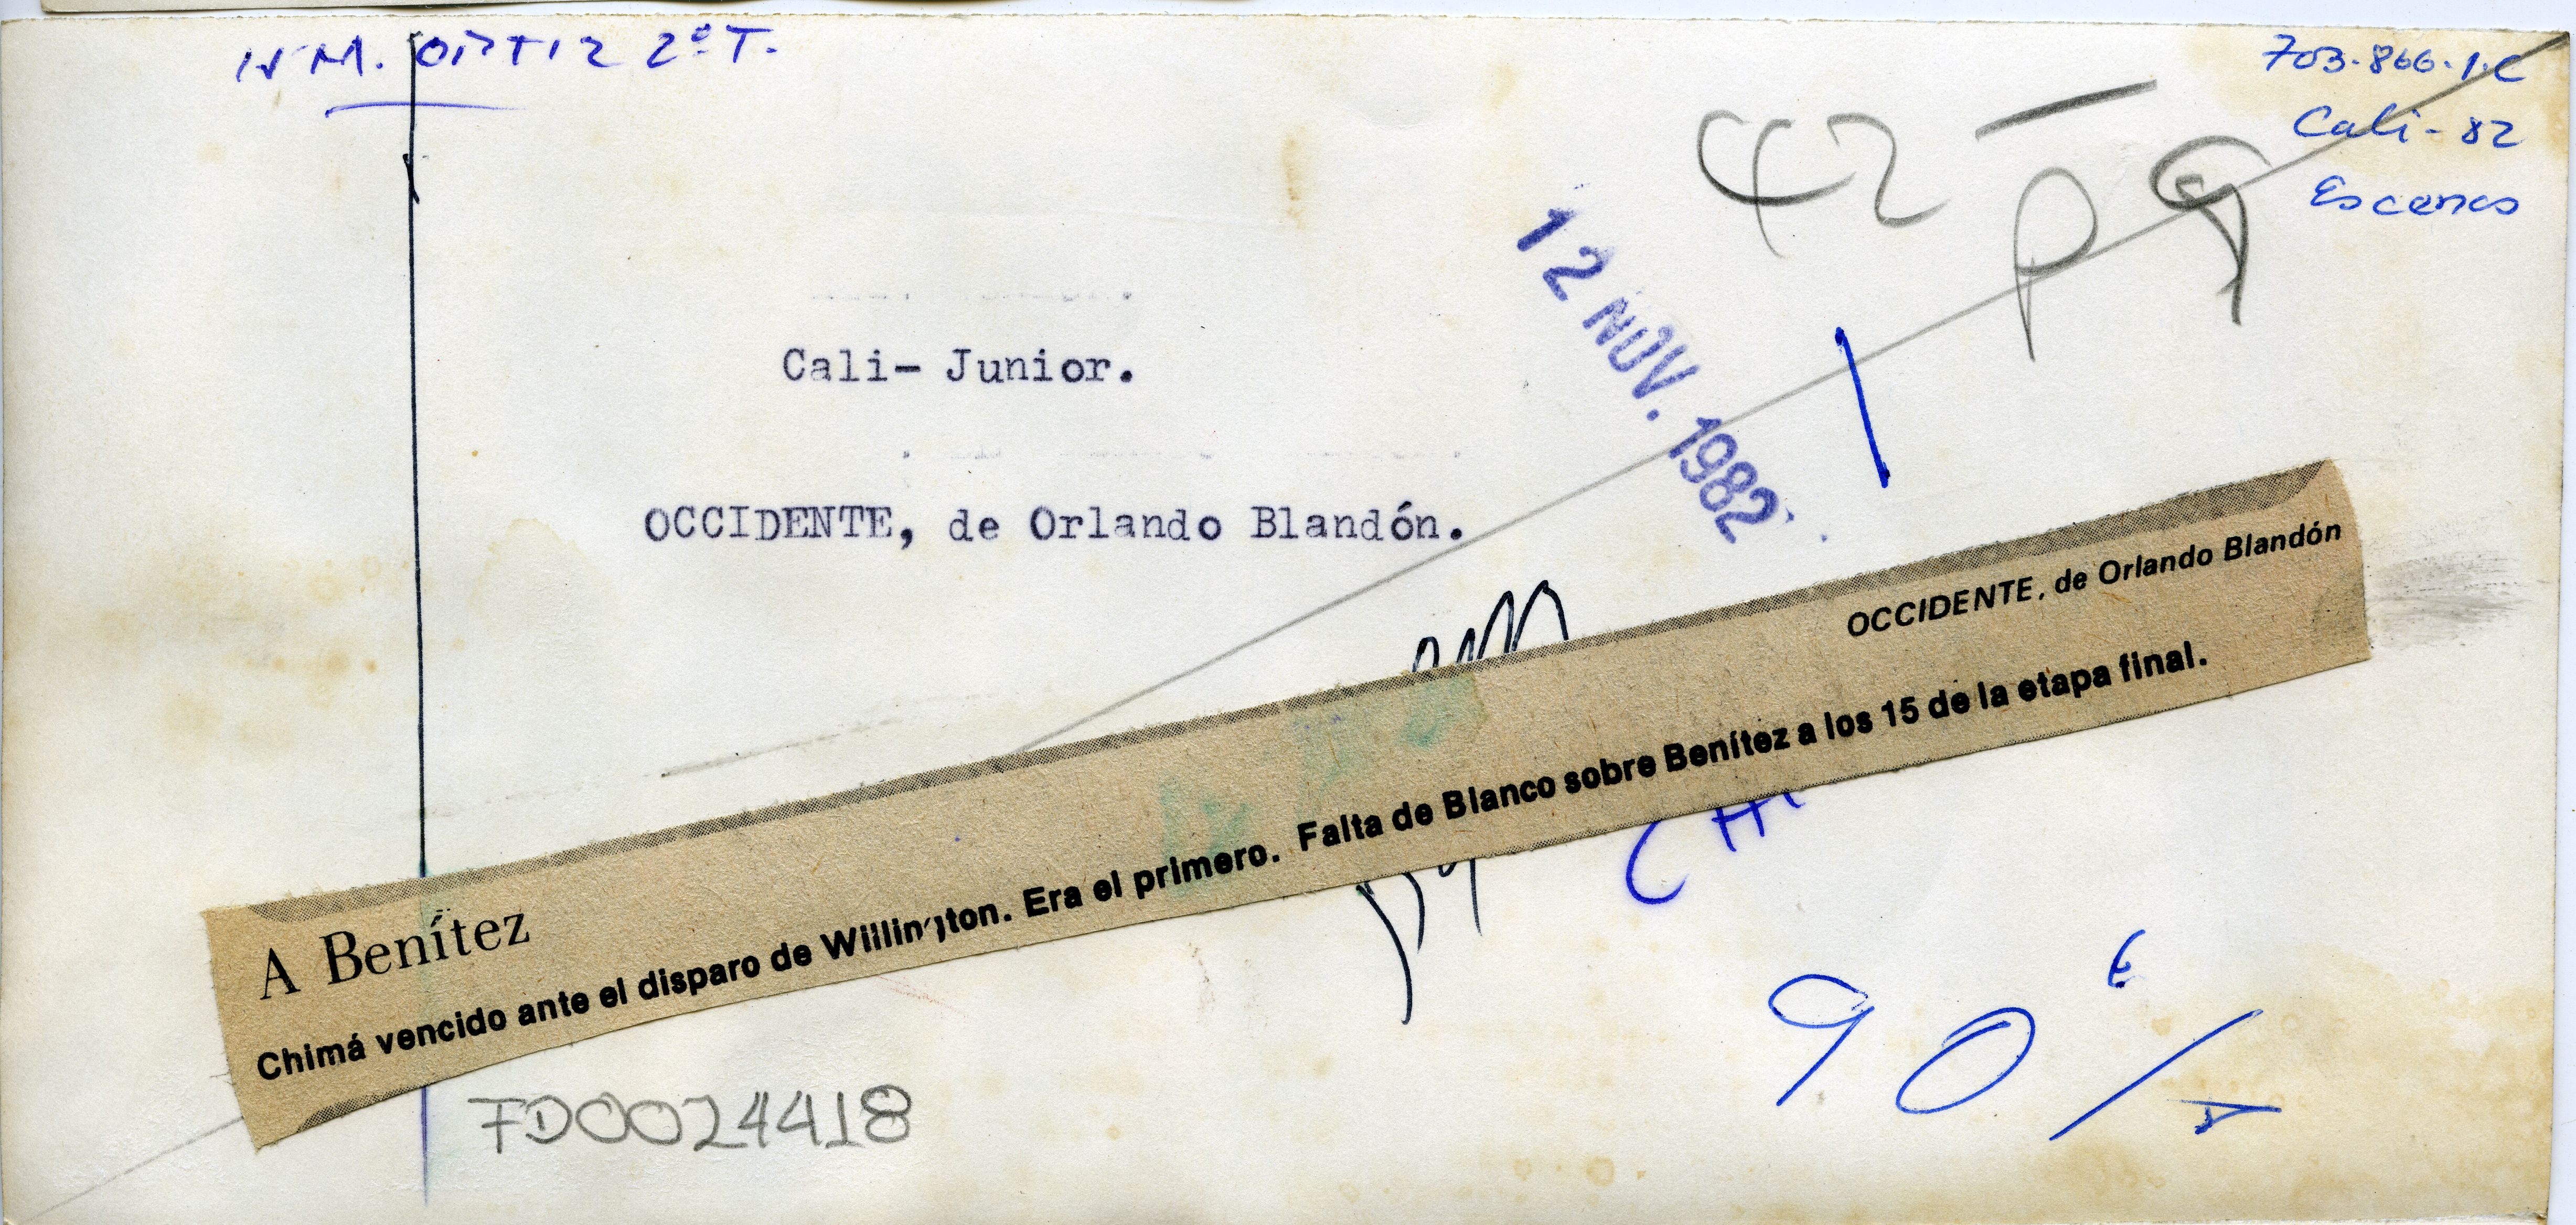 M. ORTIZ 2º T.
703-866-1-C
Cali-82
Escenas
42
12 NOV. 1982
Cali- Junior.
OCCIDENTE, de Orlando Blandón.
OCCIDENTE, de Orlando Blandón
A Benítez
Chimá vencido ante el disparo de Willington. Era el primero. Falta de Blanco sobre Benítez a los 15 de la etapa final.
90
FD0024418